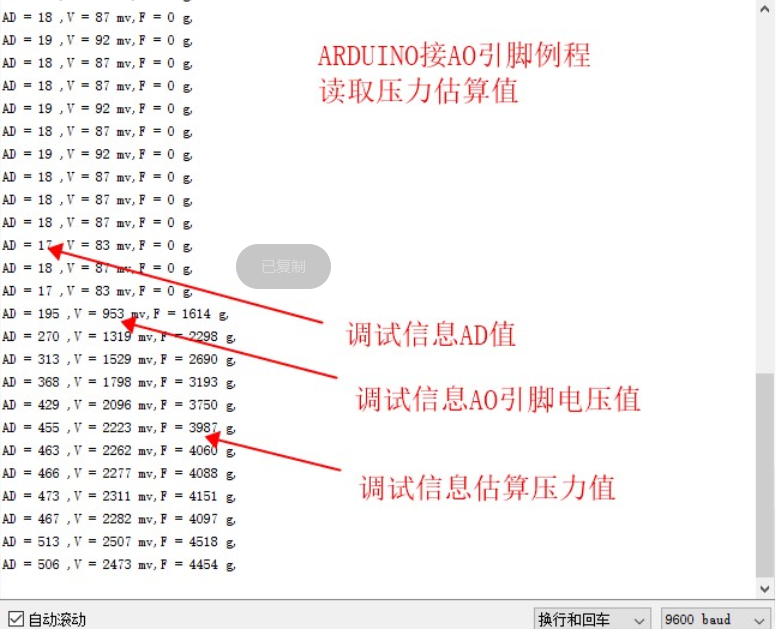 AD = 18 ,V = 87 mv,F = 0 g,
AD = 19 ,V = 92 mv,F = 0 g,
AD = 18 ,V = 87 mv,F = 0 g,
AD = 18 ,V = 87 mv,F = 0 g,
AD = 19 ,V = 92 mv,F = 0 g,
AD = 18 ,V = 87 mv,F = 0 g,
AD = 19 ,V = 92 mv,F = 0 g,
AD = 18 ,V = 87 mv,F = 0 g,
AD = 18 ,V = 87 mv,F = 0 g,
AD = 18 ,V = 87 mv,F = 0 g,
AD = 17 ,V = 83 mv,F = 0 g,
AD = 18 ,V = 87 mv,F = 0 g,
AD = 17 ,V = 83 mv,F = 0 g,
AD = 195 ,V = 953 mv,F = 1614 g,
AD = 270 ,V = 1319 mv,F = 2298 g,
AD = 313 ,V = 1529 mv,F = 2690 g,
AD = 368 ,V = 1798 mv,F = 3193 g,
AD = 429 ,V = 2096 mv,F = 3750 g,
AD = 455 ,V = 2223 mv,F = 3987 g,
AD = 463 ,V = 2262 mv,F = 4060 g,
AD = 466 ,V = 2277 mv,F = 4088 g,
AD = 473 ,V = 2311 mv,F = 4151 g,
AD = 467 ,V = 2282 mv,F = 4097 g,
AD = 513 ,V = 2507 mv,F = 4518 g,
AD = 506 ,V = 2473 mv,F = 4454 g,
ARDUINO接AO引脚例程
读取压力估算值
已复制
调试信息AD值
调试信息AO引脚电压值
调试信息估算压力值
自动滚动
换行和回车
9600 baud